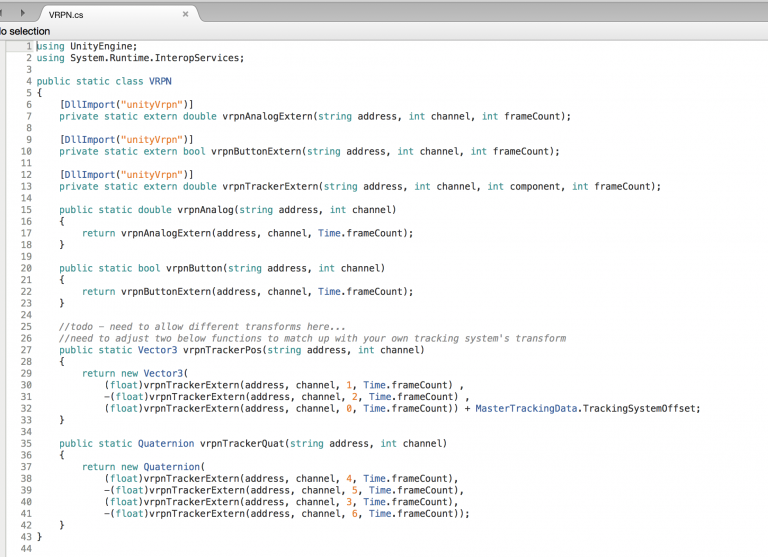 VRPN.cs ×
lo selection
1 using UnityEngine;
2 using System.Runtime.InteropServices;
3
4 public static class VRPN
5 {
6 [DllImport("unityVrpn")]
7 private static extern double vrpnAnalogExtern(string address, int channel, int frameCount);
8
9 [DllImport("unityVrpn")]
10 private static extern bool vrpnButtonExtern(string address, int channel, int frameCount);
11
12 [DllImport("unityVrpn")]
13 private static extern double vrpnTrackerExtern(string address, int channel, int component, int frameCount);
14
15 public static double vrpnAnalog(string address, int channel)
16 {
17 return vrpnAnalogExtern(address, channel, Time.frameCount);
18 }
19
20 public static bool vrpnButton(string address, int channel)
21 {
22 return vrpnButtonExtern(address, channel, Time.frameCount);
23 }
24
25 //todo - need to allow different transforms here...
26 //need to adjust two below functions to match up with your own tracking system's transform
27 public static Vector3 vrpnTrackerPos(string address, int channel)
28 {
29 return new Vector3(
30 (float)vrpnTrackerExtern(address, channel, 1, Time.frameCount) ,
31 -(float)vrpnTrackerExtern(address, channel, 2, Time.frameCount) ,
32 (float)vrpnTrackerExtern(address, channel, 0, Time.frameCount)) + MasterTrackingData.TrackingSystemOffset;
33 }
34
35 public static Quaternion vrpnTrackerQuat(string address, int channel)
36 {
37 return new Quaternion(
38 (float)vrpnTrackerExtern(address, channel, 4, Time.frameCount),
39 -(float)vrpnTrackerExtern(address, channel, 5, Time.frameCount),
40 (float)vrpnTrackerExtern(address, channel, 3, Time.frameCount),
41 -(float)vrpnTrackerExtern(address, channel, 6, Time.frameCount));
42 }
43 }
44